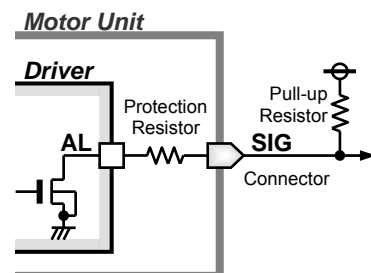 Motor Unit
Driver
AL
Protection
Resistor
SIG
Connector
Pull-up
Resistor